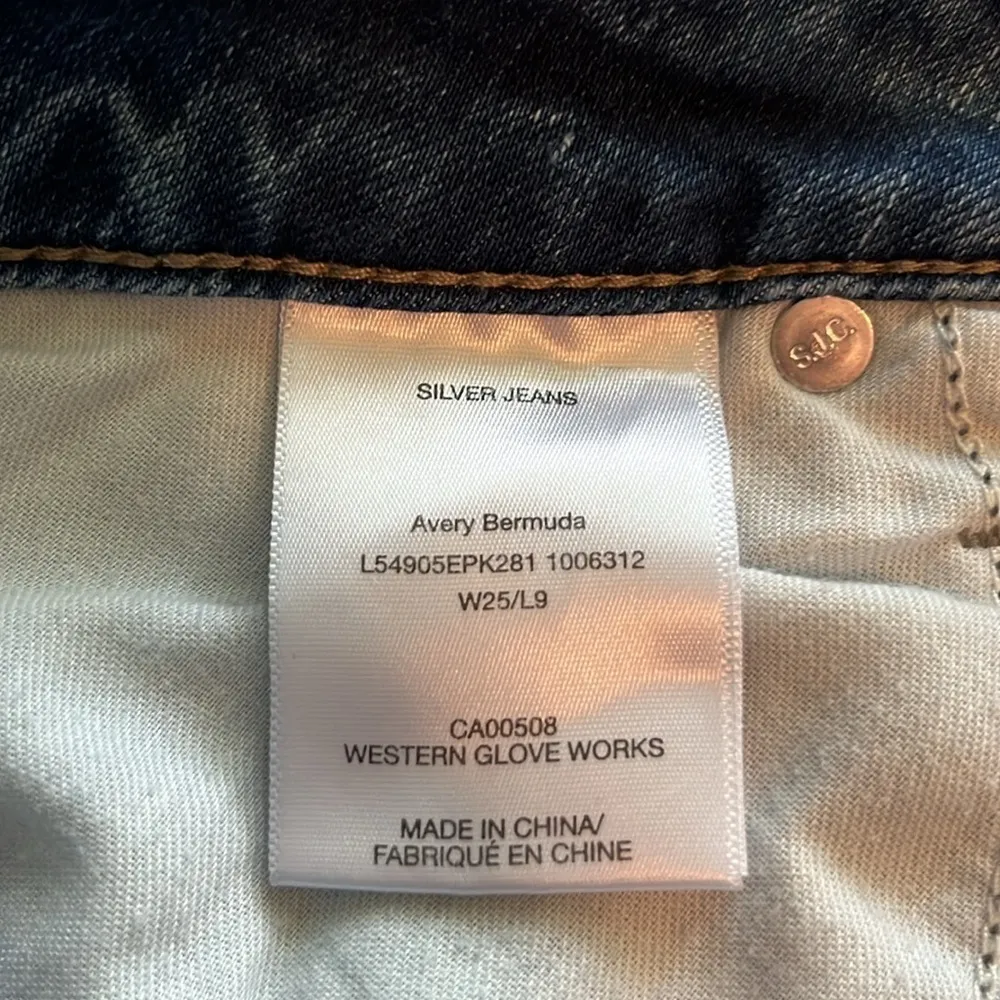 S.J.C.
SILVER JEANS
Avery Bermuda
L54905EPK281 1006312
W25/L9
CA00508
WESTERN GLOVE WORKS
MADE IN CHINA/
FABRIQUÉ EN CHINE